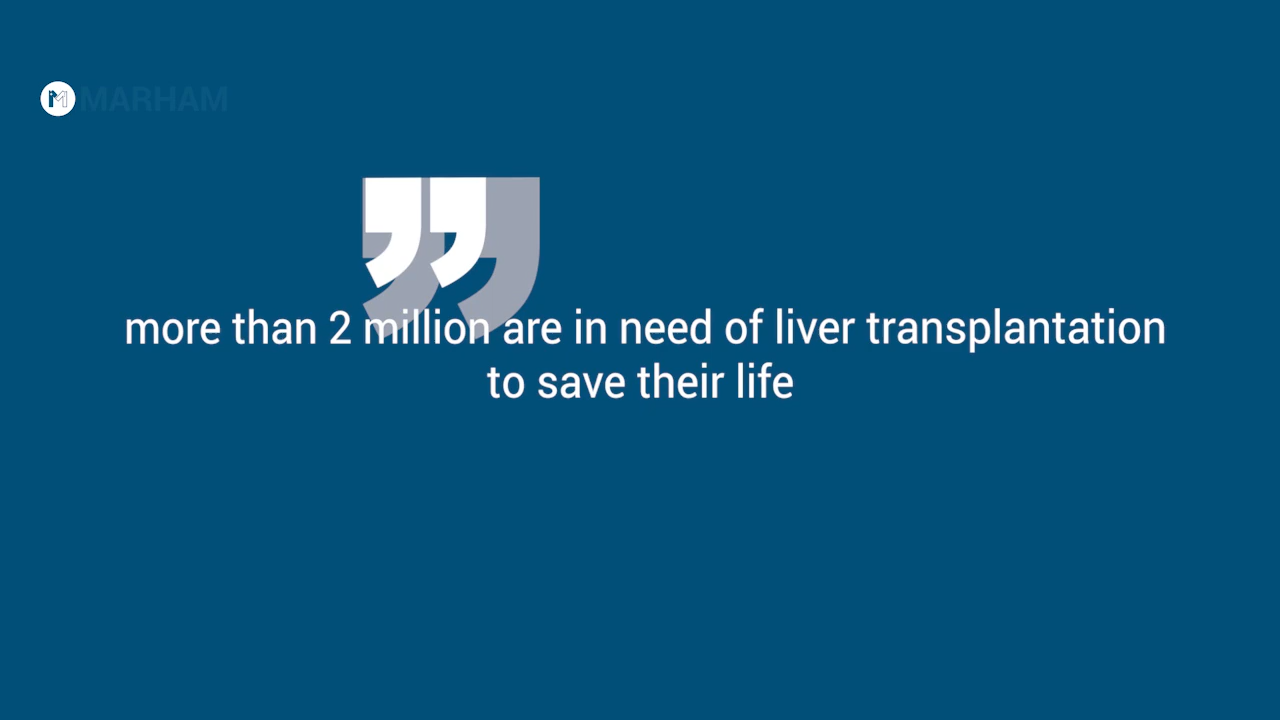 MARHAM
more than 2 million are in need of liver transplantation
to save their life